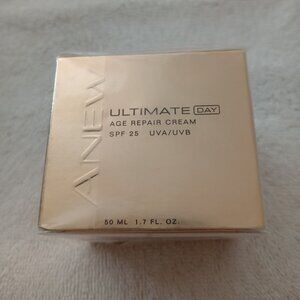 ANEW
ULTIMATE DAY
AGE REPAIR CREAM
SPF 25 UVA/UVB
50 ML 1.7 FL. OZ.